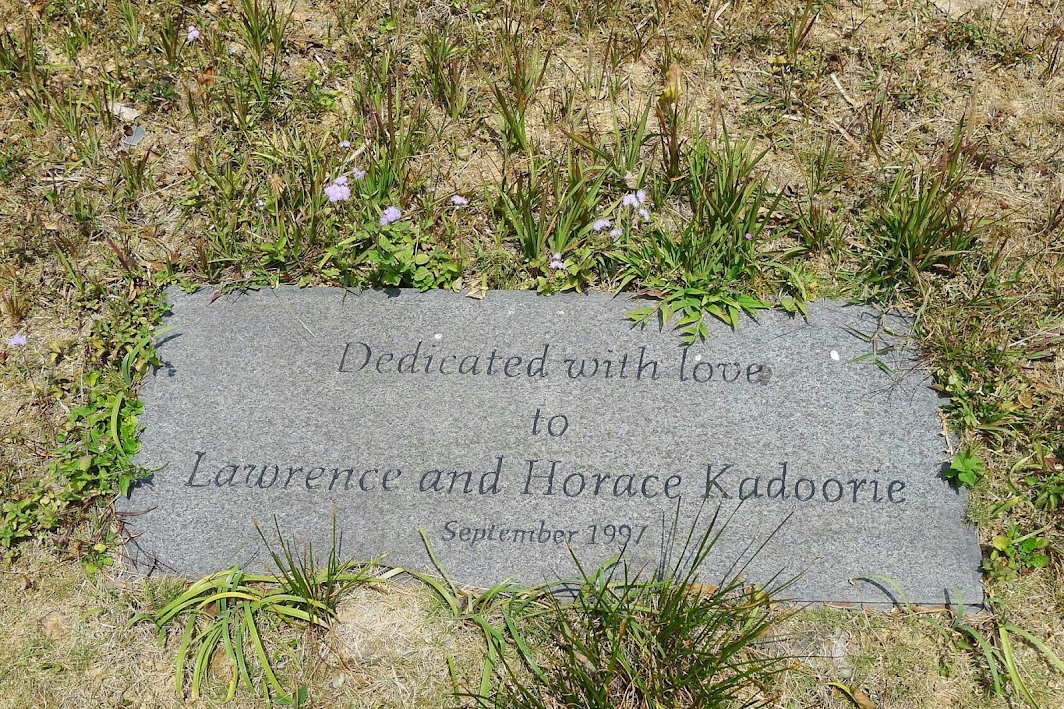 Dedicated with love
to
Lawrence and Horace Kadoorie
September 1997